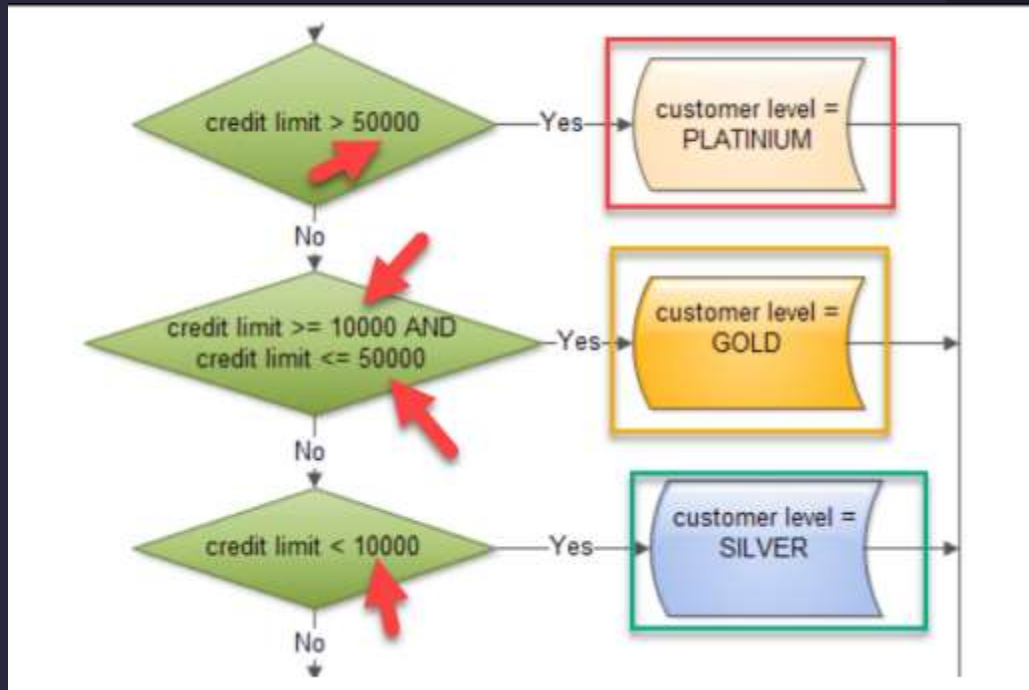 credit limit > 50000
Yes
customer level =
PLATINIUM
No
credit limit >= 10000 AND
credit limit <= 50000
Yes
customer level =
GOLD
No
credit limit < 10000
Yes
customer level =
SILVER
No